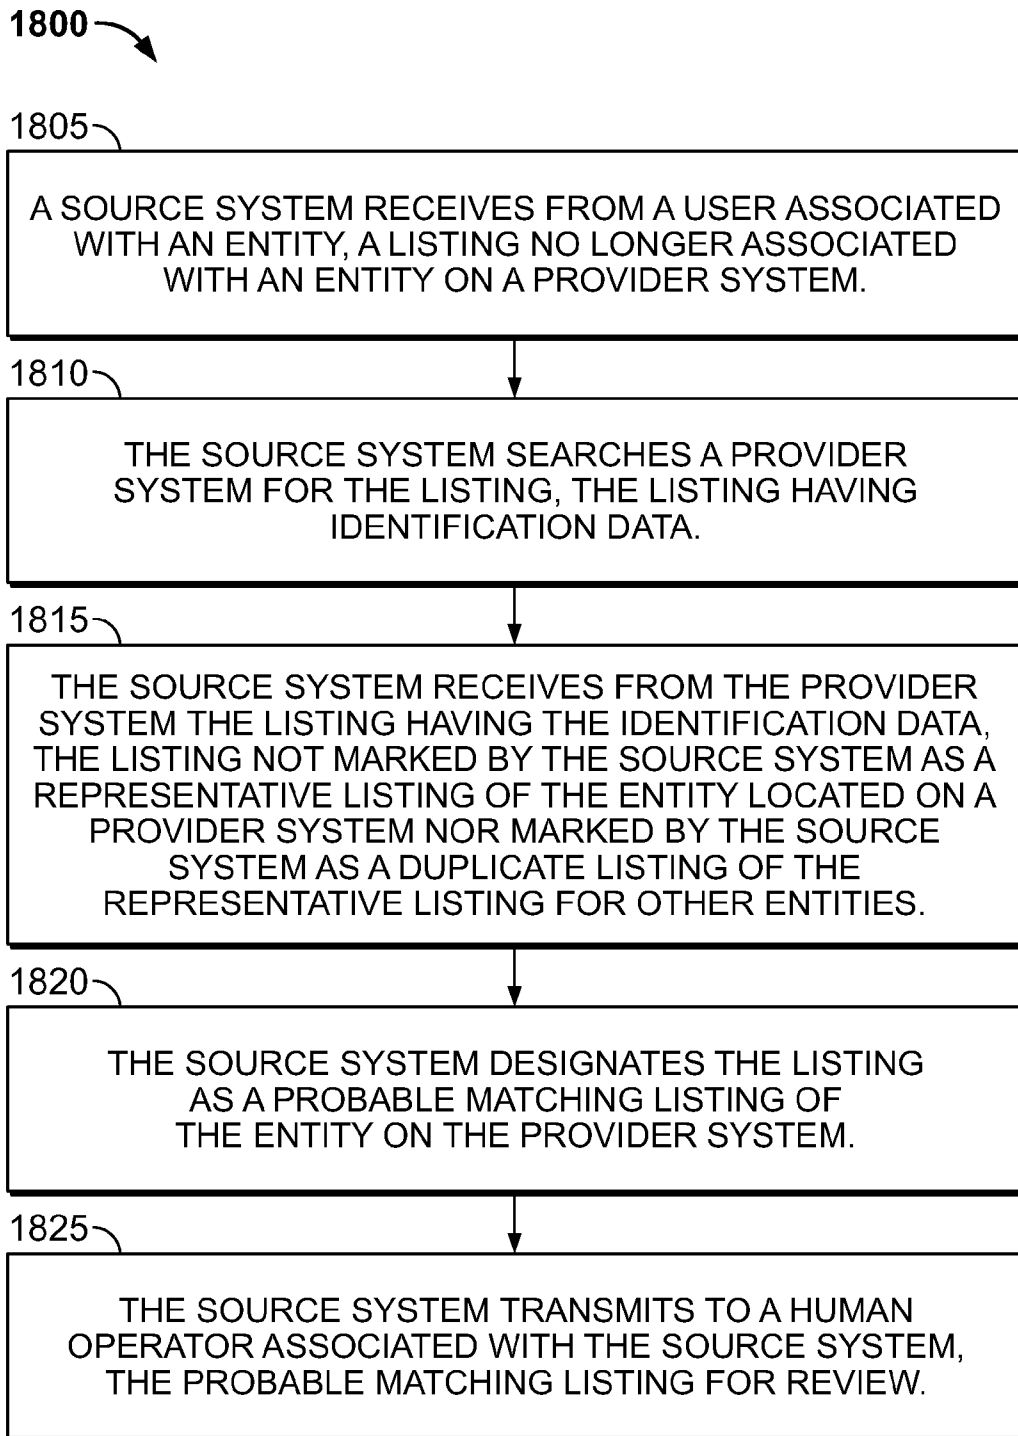 1800
1805
A SOURCE SYSTEM RECEIVES FROM A USER ASSOCIATED
WITH AN ENTITY, A LISTING NO LONGER ASSOCIATED
WITH AN ENTITY ON A PROVIDER SYSTEM.
1810
THE SOURCE SYSTEM SEARCHES A PROVIDER
SYSTEM FOR THE LISTING, THE LISTING HAVING
IDENTIFICATION DATA.
1815
THE SOURCE SYSTEM RECEIVES FROM THE PROVIDER
SYSTEM THE LISTING HAVING THE IDENTIFICATION DATA,
THE LISTING NOT MARKED BY THE SOURCE SYSTEM AS A
REPRESENTATIVE LISTING OF THE ENTITY LOCATED ON A
PROVIDER SYSTEM NOR MARKED BY THE SOURCE
SYSTEM AS A DUPLICATE LISTING OF THE
REPRESENTATIVE LISTING FOR OTHER ENTITIES.
1820
THE SOURCE SYSTEM DESIGNATES THE LISTING
AS A PROBABLE MATCHING LISTING OF
THE ENTITY ON THE PROVIDER SYSTEM.
1825
THE SOURCE SYSTEM TRANSMITS TO A HUMAN
OPERATOR ASSOCIATED WITH THE SOURCE SYSTEM,
THE PROBABLE MATCHING LISTING FOR REVIEW.